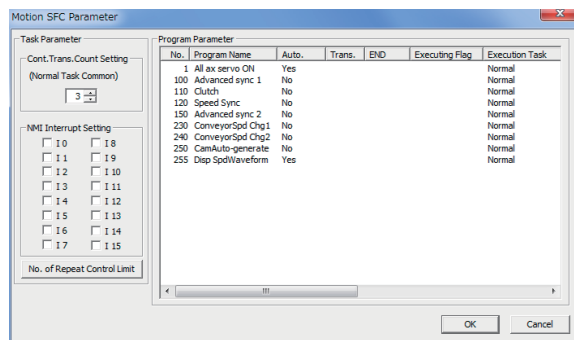 Motion SFC Parameter
Task Parameter
Cont.Trans.Count Setting
(Normal Task Common)
3
NMI Interrupt Setting
I 0 I 8
I 1 I 9
I 2 I 10
I 3 I 11
I 4 I 12
I 5 I 13
I 6 I 14
I 7 I 15
No. of Repeat Control Limit
Program Parameter
No. Program Name Auto. Trans. END Executing Flag Execution Task
1 All ax servo ON Yes Normal
100 Advanced sync 1 No Normal
110 Clutch No Normal
120 Speed Sync No Normal
150 Advanced sync 2 No Normal
230 ConveyorSpd Chg1 No Normal
240 ConveyorSpd Chg2 No Normal
250 CamAuto-generate No Normal
255 Disp SpdWaveform Yes Normal
OK Cancel